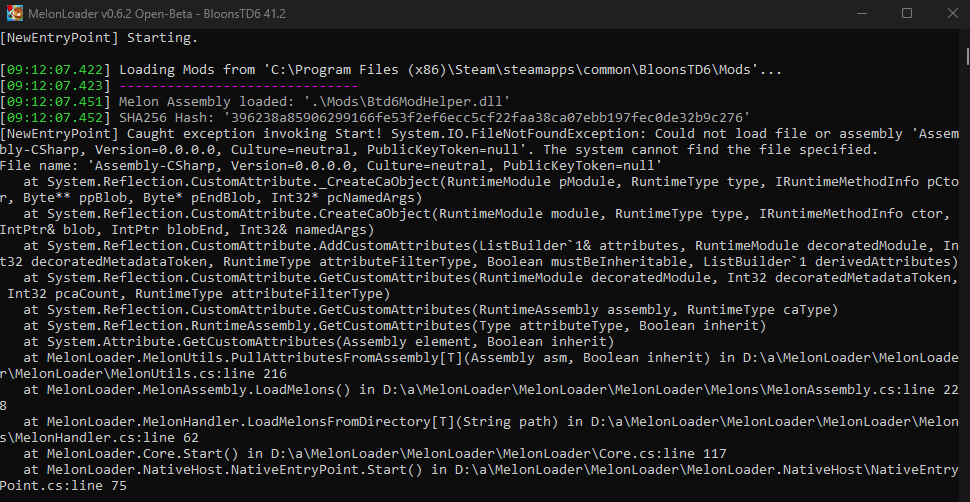 MelonLoader v0.6.2 Open-Beta - BloonsTD6 41.2
[NewEntryPoint] Starting.
[09:12:07.422] Loading Mods from 'C:\Program Files (x86)\Steam\steamapps\common\BloonsTD6\Mods'...
[09:12:07.423] ------------------------------
[09:12:07.451] Melon Assembly loaded: '.\Mods\Btd6ModHelper.dll'
[09:12:07.452] SHA256 Hash: '396238a85906299166fe53f2ef6ecc5cf22faa38ca07ebb197fec0de32b9c276'
[NewEntryPoint] Caught exception invoking Start! System.IO.FileNotFoundException: Could not load file or assembly 'Assem
bly-CSharp, Version=0.0.0.0, Culture=neutral, PublicKeyToken=null'. The system cannot find the file specified.
File name: 'Assembly-CSharp, Version=0.0.0.0, Culture=neutral, PublicKeyToken=null'
   at System.Reflection.CustomAttribute._CreateCaObject(RuntimeModule pModule, RuntimeType type, IRuntimeMethodInfo pCto
r, Byte** ppBlob, Byte* pEndBlob, Int32* pcNamedArgs)
   at System.Reflection.CustomAttribute.CreateCaObject(RuntimeModule module, RuntimeType type, IRuntimeMethodInfo ctor,
IntPtr& blob, IntPtr blobEnd, Int32& namedArgs)
   at System.Reflection.CustomAttribute.AddCustomAttributes(ListBuilder`1& attributes, RuntimeModule decoratedModule, In
t32 decoratedMetadataToken, RuntimeType attributeFilterType, Boolean mustBeInheritable, ListBuilder`1 derivedAttributes)
   at System.Reflection.CustomAttribute.GetCustomAttributes(RuntimeModule decoratedModule, Int32 decoratedMetadataToken,
 Int32 pcaCount, RuntimeType attributeFilterType)
   at System.Reflection.CustomAttribute.GetCustomAttributes(RuntimeAssembly assembly, RuntimeType caType)
   at System.Reflection.RuntimeAssembly.GetCustomAttributes(Type attributeType, Boolean inherit)
   at System.Attribute.GetCustomAttributes(Assembly element, Boolean inherit)
   at MelonLoader.MelonUtils.PullAttributesFromAssembly[T](Assembly asm, Boolean inherit) in D:\a\MelonLoader\MelonLoade
r\MelonLoader\MelonUtils.cs:line 216
   at MelonLoader.MelonAssembly.LoadMelons() in D:\a\MelonLoader\MelonLoader\MelonLoader\Melons\MelonAssembly.cs:line 22
8
   at MelonLoader.MelonHandler.LoadMelonsFromDirectory[T](String path) in D:\a\MelonLoader\MelonLoader\MelonLoader\Melon
s\MelonHandler.cs:line 62
   at MelonLoader.Core.Start() in D:\a\MelonLoader\MelonLoader\MelonLoader\Core.cs:line 117
   at MelonLoader.NativeHost.NativeEntryPoint.Start() in D:\a\MelonLoader\MelonLoader\MelonLoader.NativeHost\NativeEntry
Point.cs:line 75